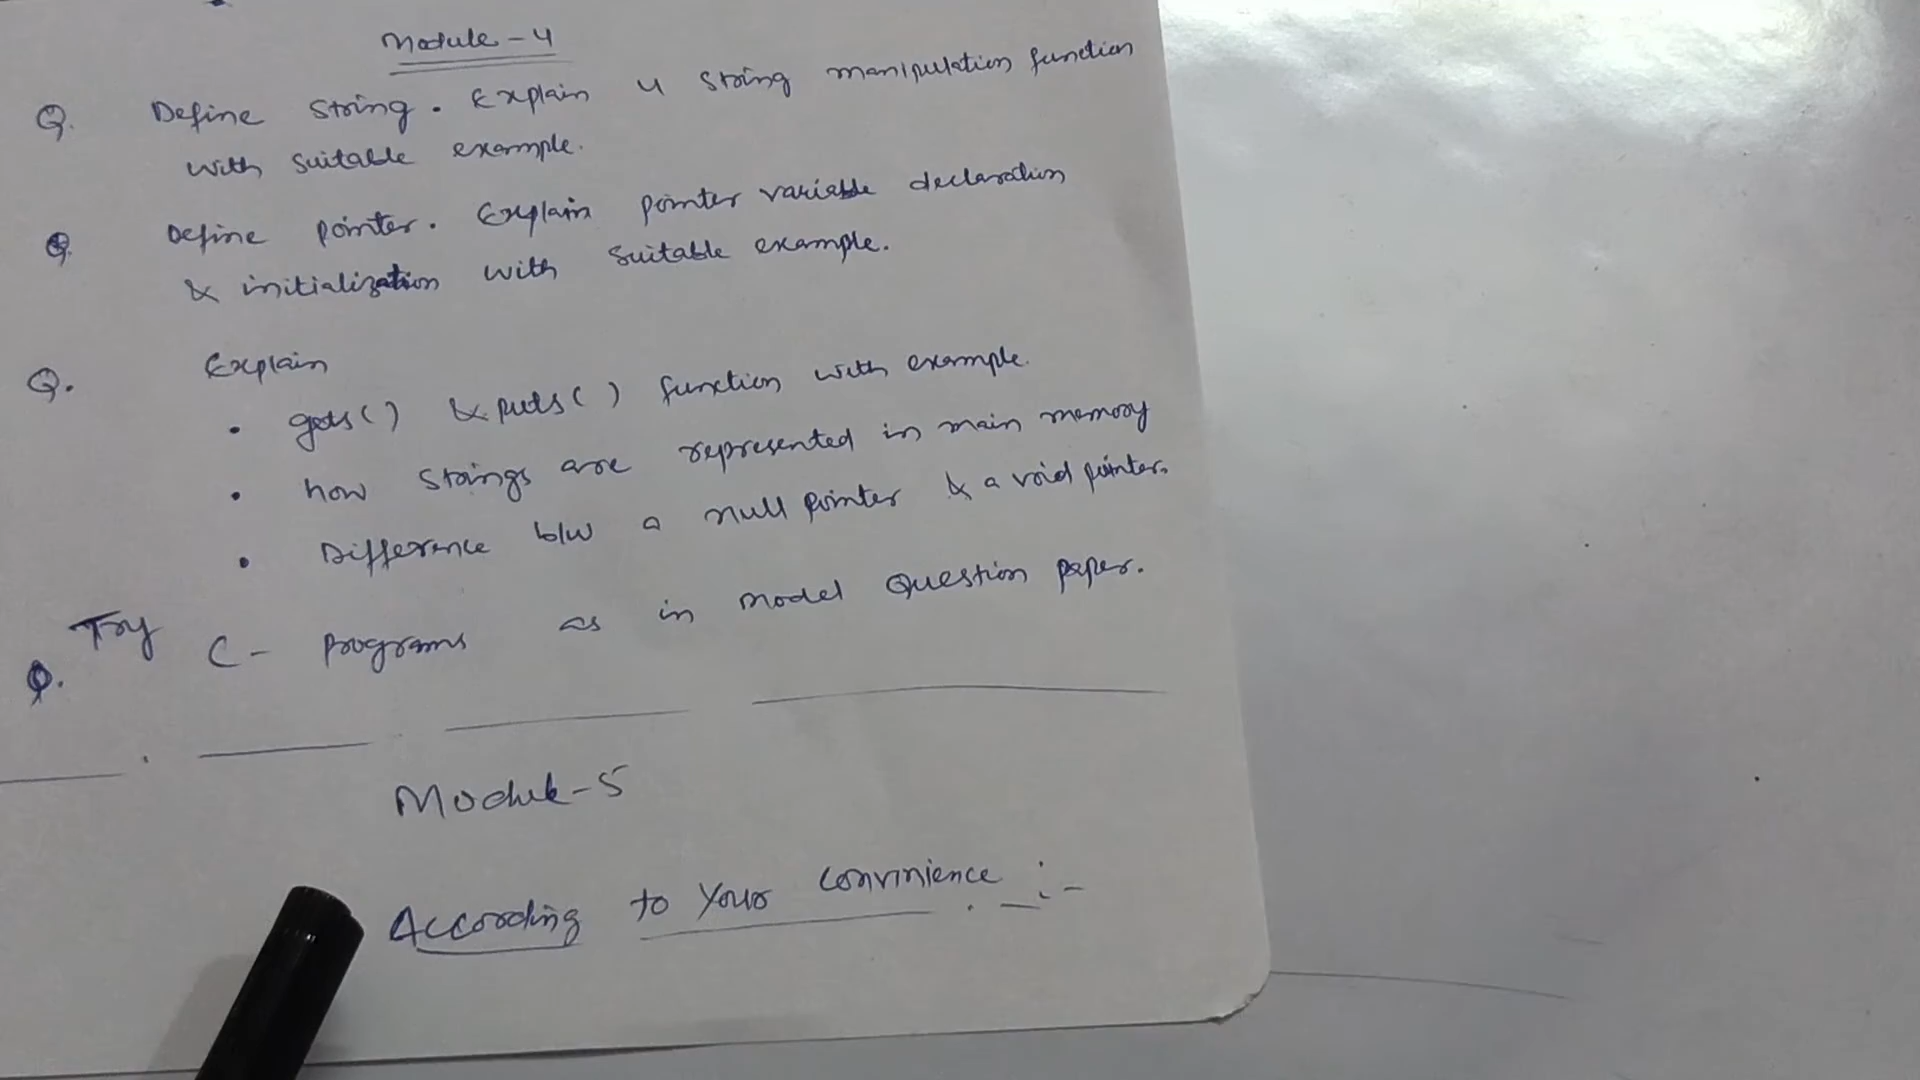 Module - 4
Q. Define string. Explain 4 string manipulation function
with suitable example.
Q. Define pointer. Explain pointer variable declaration
& initialization with suitable example.
Q. Explain
• gets() & puts() function with example.
• how strings are represented in main memory
• Difference b/w a null pointer & a void pointer.
Q. Try C - Programs as in model Question paper.
Module - 5
According to Your convinience :-